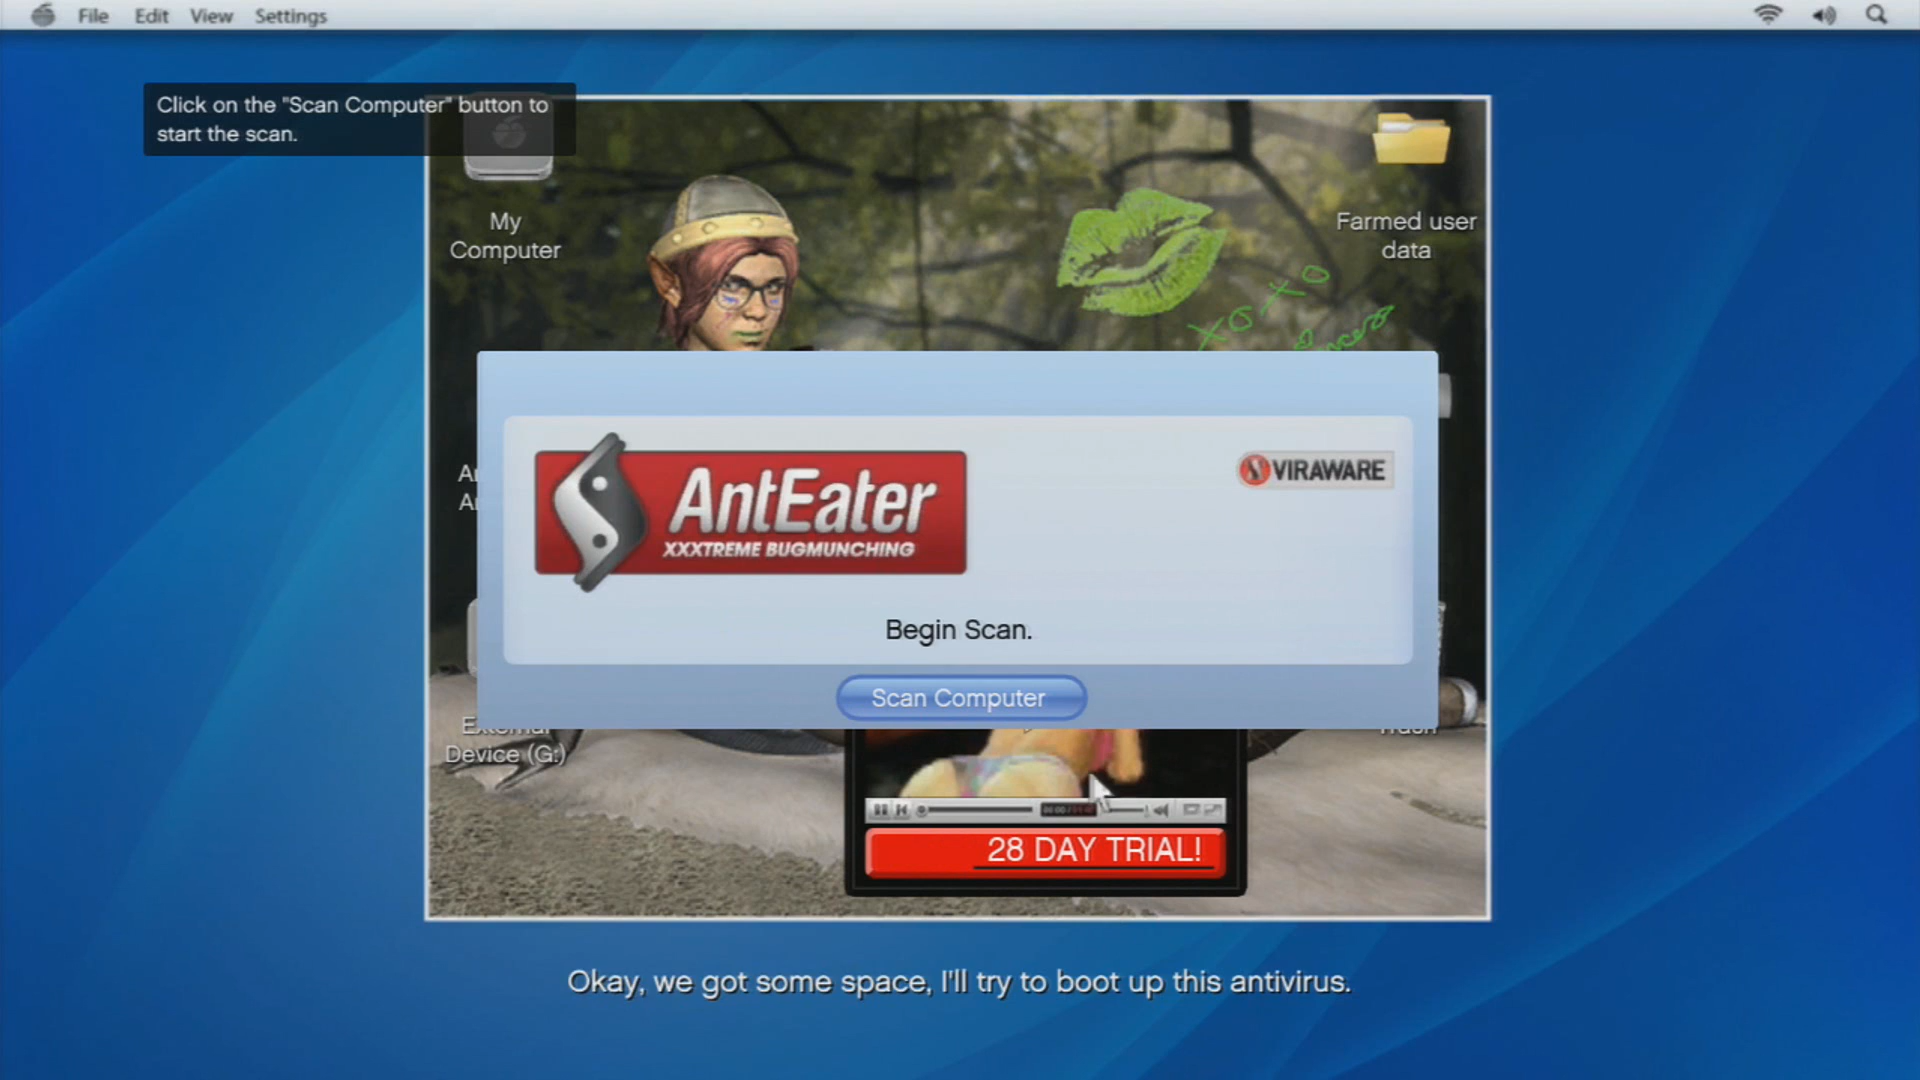 File Edit View Settings
Click on the "Scan Computer" button to
start the scan.
My
Computer
Farmed user
data
XOXO
AntEater
XXXTREME BUGMUNCHING
VIRAWARE
Begin Scan.
Scan Computer
Device (G:)
28 DAY TRIAL!
Okay, we got some space, I'll try to boot up this antivirus.